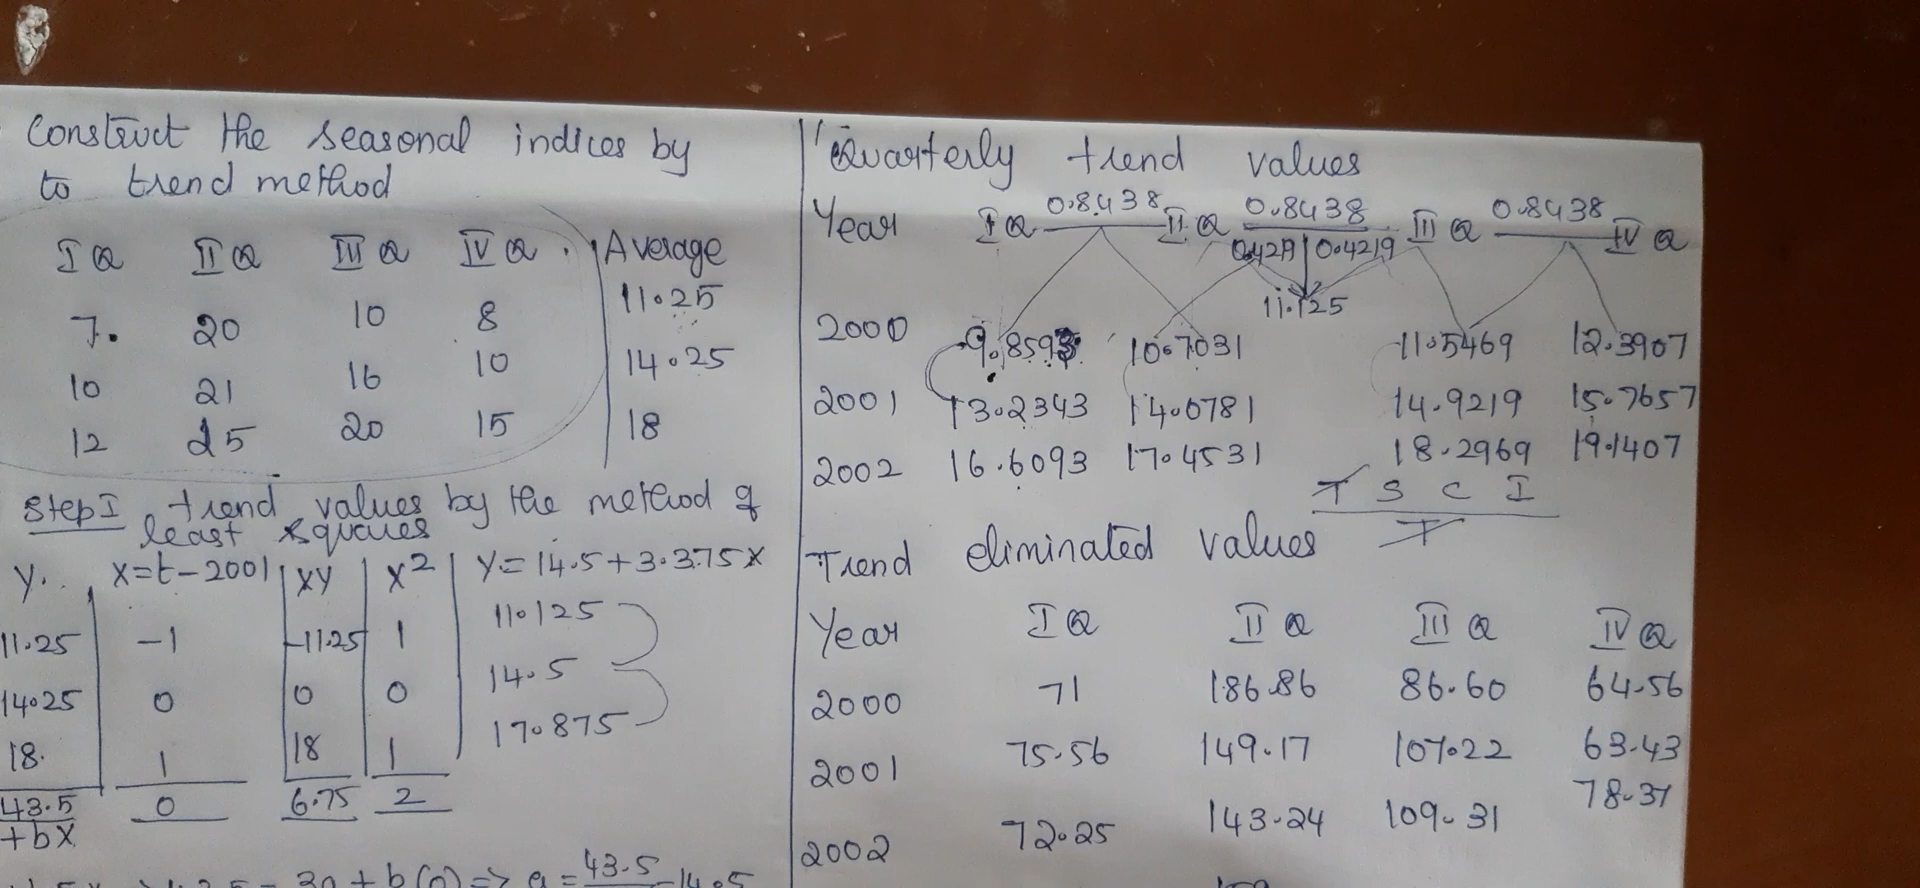 Construct the seasonal indices by
to trend method
I Q II Q III Q IV Q . Average
7. 20 10 8 11.25
10 21 16 10 14.25
12 25 20 15 18
Step I trend values by the method of
least squares
Y. X=t-2001 XY X² Y=14.5+3.375X
11.25 -1 -11.25 1 11.125
14.25 0 0 0 14.5
18. 1 18 1 17.875
43.5 0 6.75 2
+bX
3a + b(0) => a = 43.5 14.5
Quarterly trend values
Year I Q 0.8438 II Q 0.8438 III Q 0.8438 IV Q
0.4219 0.4219
11.125
2000 9.8593 10.7031 11.5469 12.3907
2001 13.2343 14.0781 14.9219 15.7657
2002 16.6093 17.4531 18.2969 19.1407
T S C I
T
Trend eliminated values
Year I Q II Q III Q IV Q
2000 71 186.86 86.60 64.56
2001 75.56 149.17 107.22 63.43
2002 72.25 143.24 109.31 78.37